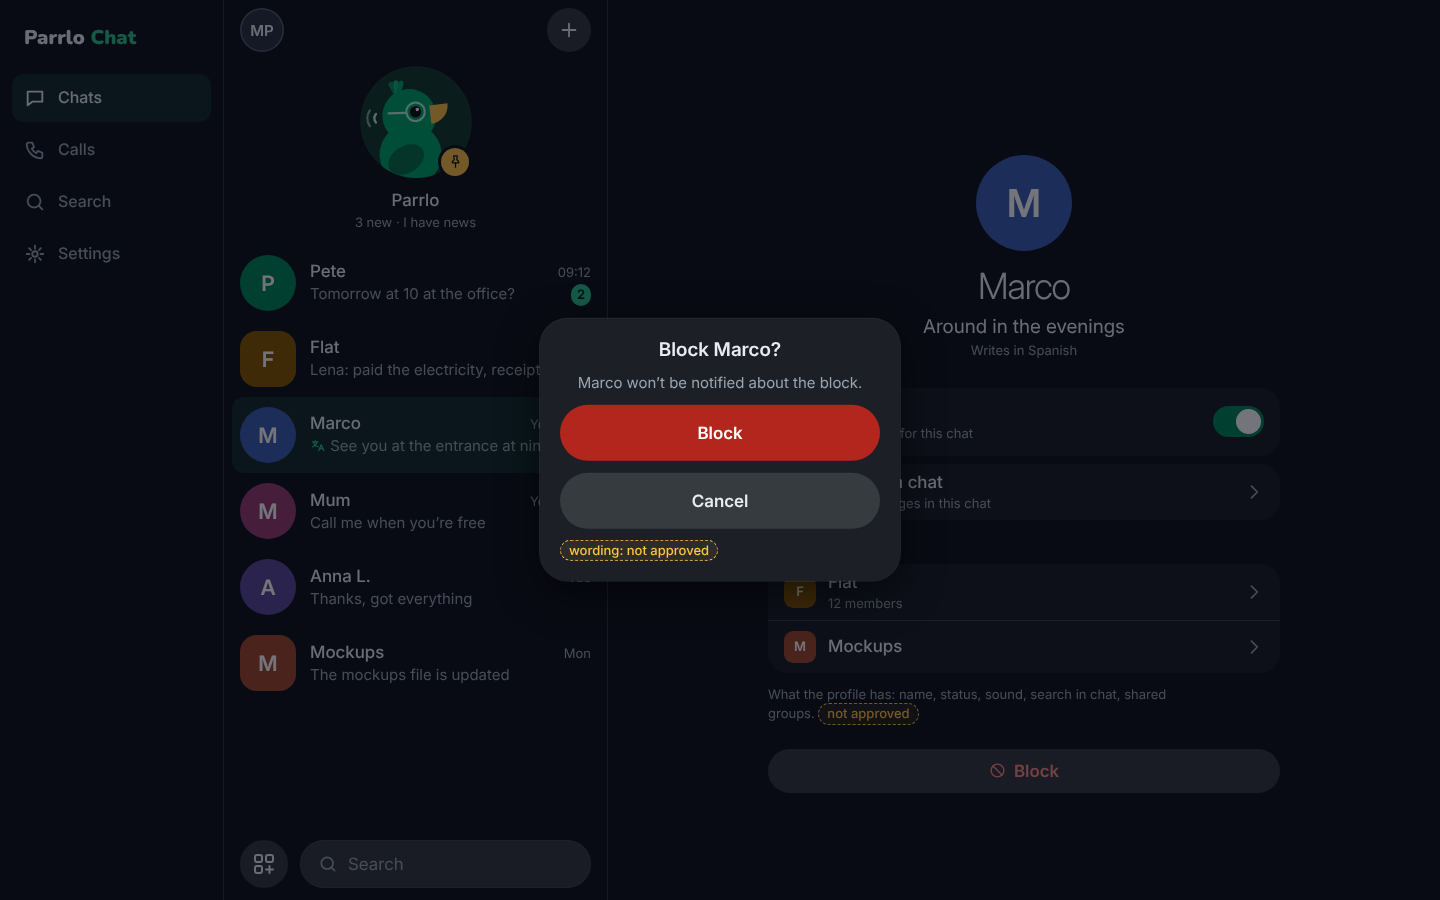 Parrlo Chat
Chats
Calls
Search
Settings
MP
Parrlo
3 new · I have news
P
Pete
09:12
Tomorrow at 10 at the office?
2
F
Flat
Lena: paid the electricity, receipt
M
Marco
See you at the entrance at nin
M
Mum
Call me when you’re free
A
Anna L.
Thanks, got everything
M
Mockups
Mon
The mockups file is updated
Search
M
Marco
Around in the evenings
Writes in Spanish
for this chat
chat
in this chat
F
Flat
12 members
M
Mockups
What the profile has: name, status, sound, search in chat, shared
groups. not approved
Block
Block Marco?
Marco won’t be notified about the block.
Block
Cancel
wording: not approved